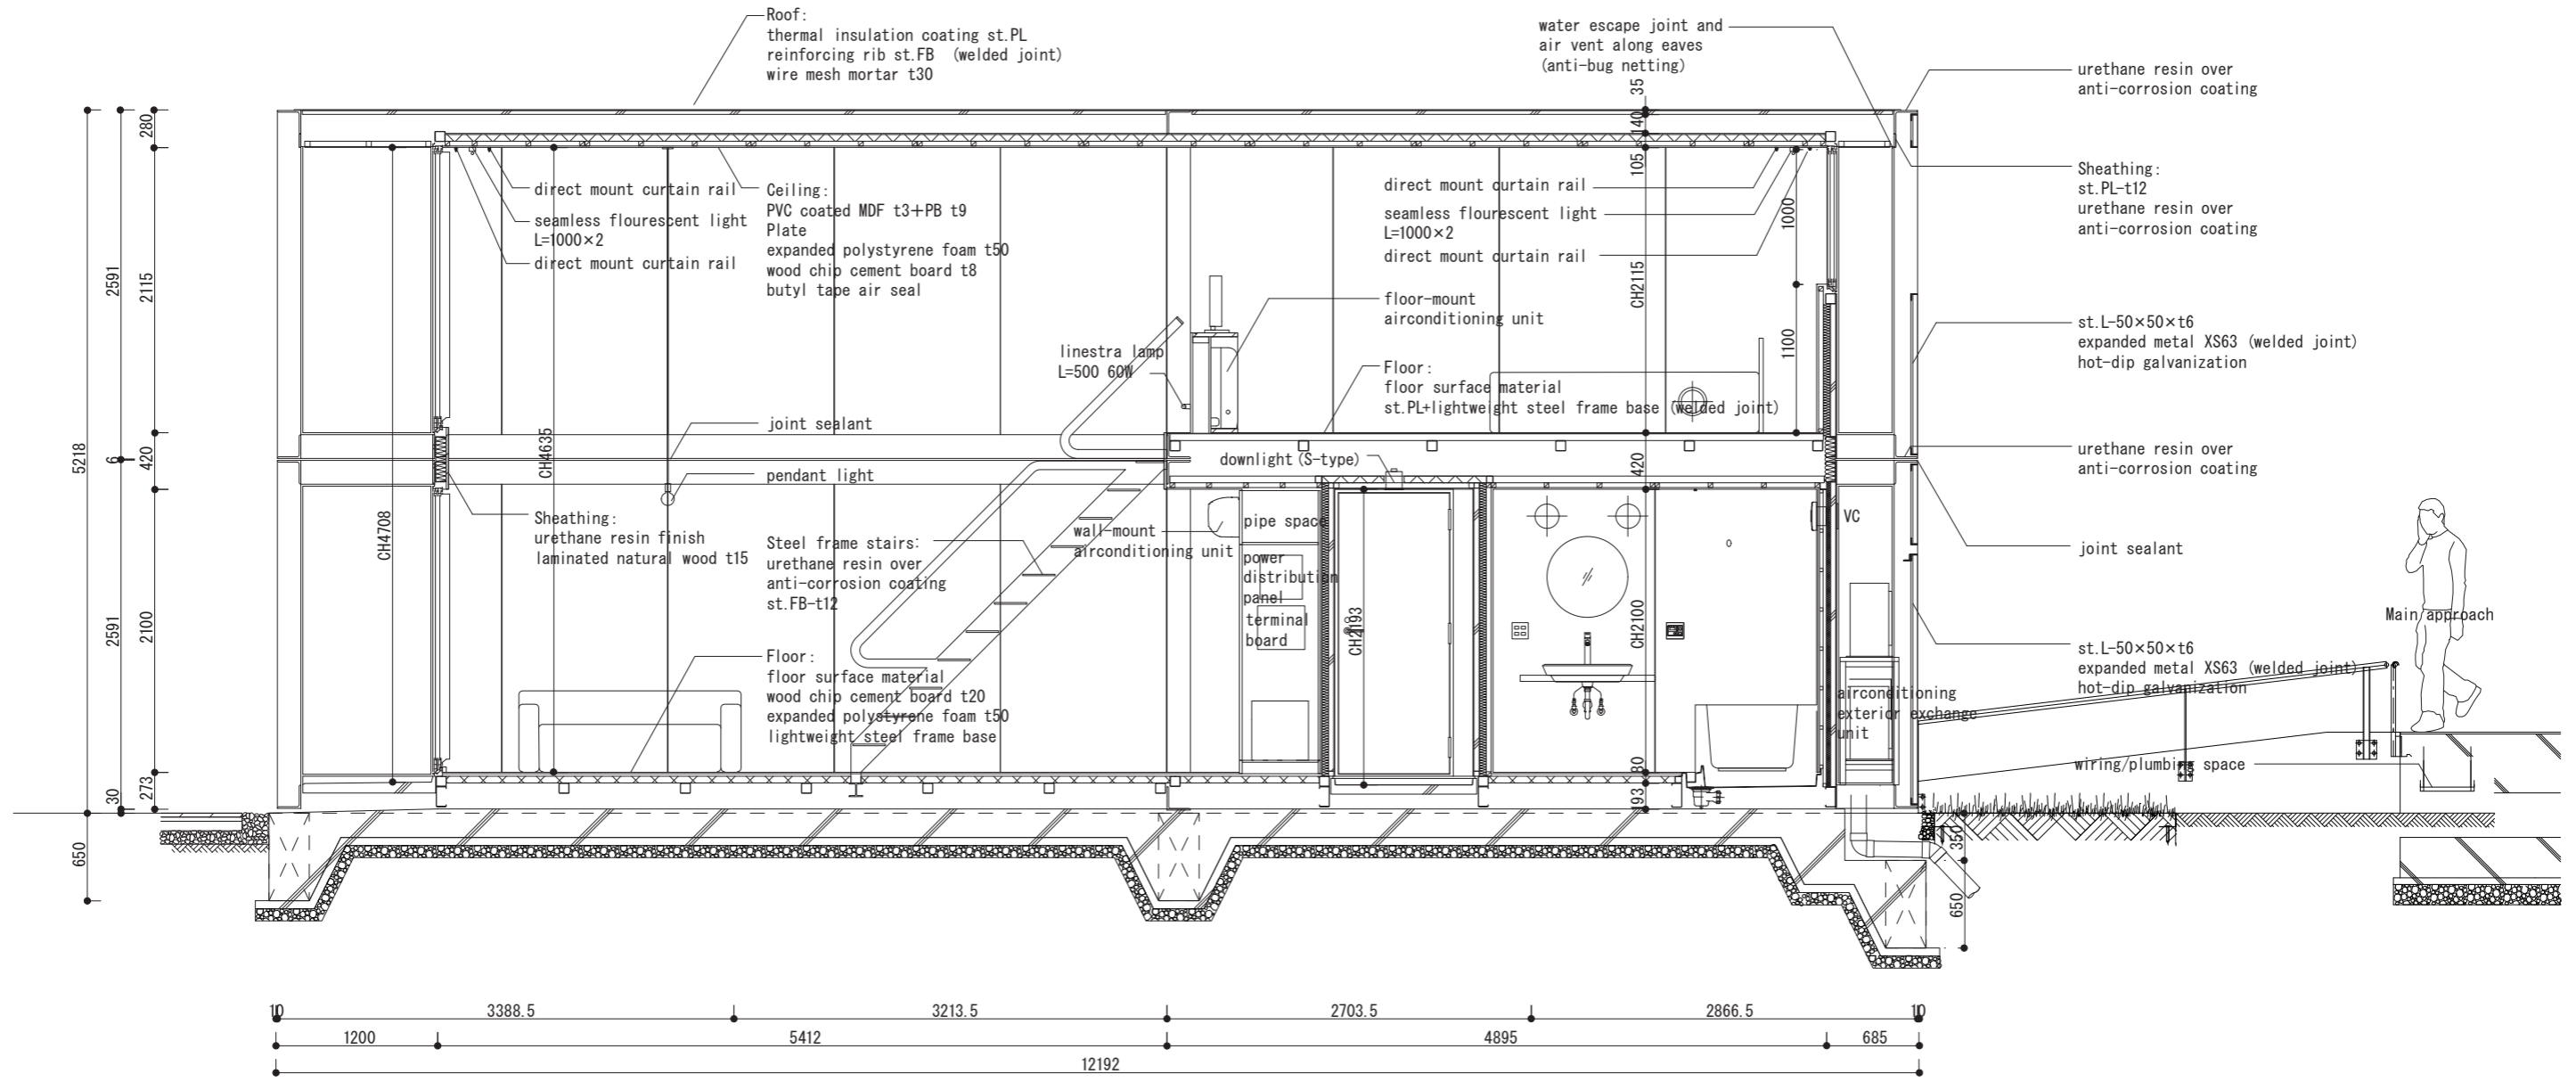 Roof:
thermal insulation coating st.PL
reinforcing rib st.FB (welded joint)
wire mesh mortar t30
water escape joint and
air vent along eaves
(anti-bug netting)
urethane resin over
anti-corrosion coating
Sheathing:
st.PL-t12
urethane resin over
anti-corrosion coating
direct mount curtain rail
seamless flourescent light
L=1000×2
direct mount curtain rail
Ceiling:
PVC coated MDF t3+PB t9
Plate
expanded polystyrene foam t50
wood chip cement board t8
butyl tape air seal
direct mount curtain rail
seamless flourescent light
L=1000×2
direct mount curtain rail
floor-mount
airconditioning unit
linestra lamp
L=500 60W
Floor:
floor surface material
st.PL+lightweight steel frame base (welded joint)
st.L-50×50×t6
expanded metal XS63 (welded joint)
hot-dip galvanization
joint sealant
pendant light
downlight(S-type)
urethane resin over
anti-corrosion coating
Sheathing:
urethane resin finish
laminated natural wood t15
Steel frame stairs:
urethane resin over
anti-corrosion coating
st.FB-t12
wall-mount
airconditioning unit
pipe space
power
distribution
panel
terminal
board
VC
joint sealant
Main approach
Floor:
floor surface material
wood chip cement board t20
expanded polystyrene foam t50
lightweight steel frame base
st.L-50×50×t6
expanded metal XS63 (welded joint)
hot-dip galvanization
airconditioning
exterior exchange
unit
wiring/plumbing space
5218
650
2591
6
2591
30
280
2115
420
2100
273
CH4708
CH4635
35
140
105
CH2115
420
CH2100
80
193
1000
1100
CH2193
350
650
10
3388.5
3213.5
2703.5
2866.5
10
1200
5412
4895
685
12192